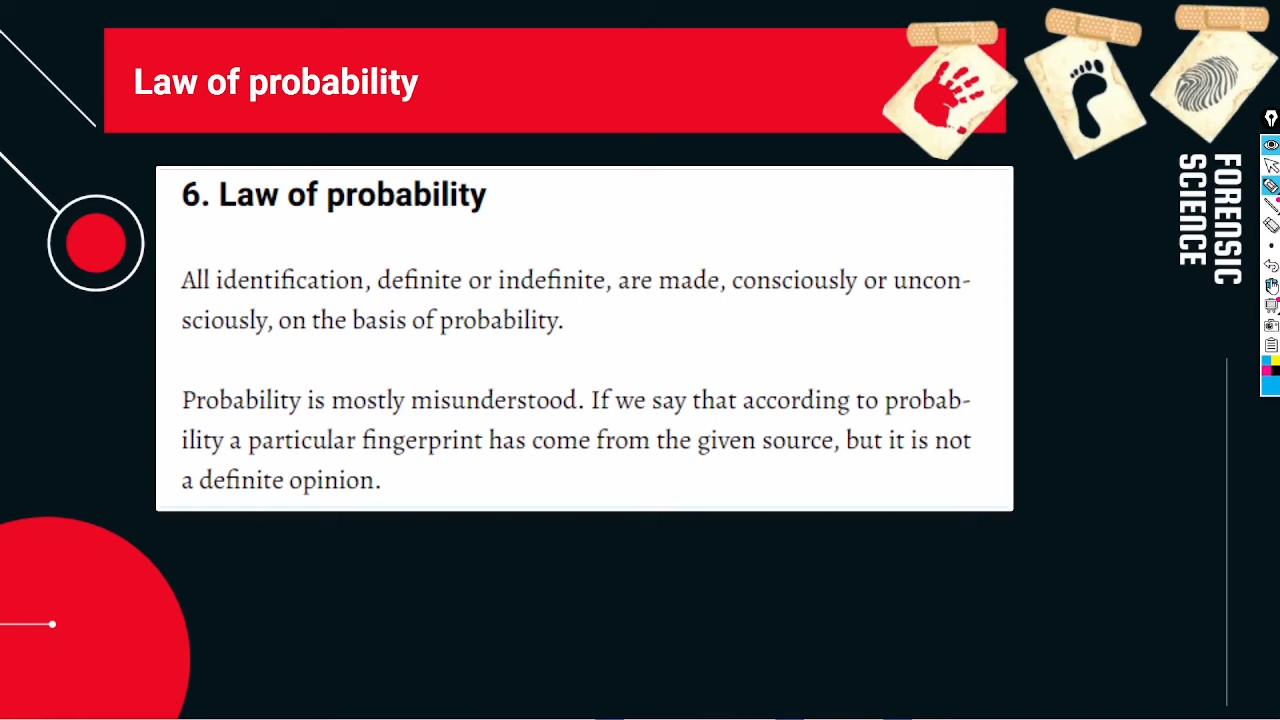 Law of probability
FORENSIC
SCIENCE
6. Law of probability
All identification, definite or indefinite, are made, consciously or uncon-
sciously, on the basis of probability.
Probability is mostly misunderstood. If we say that according to probab-
ility a particular fingerprint has come from the given source, but it is not
a definite opinion.